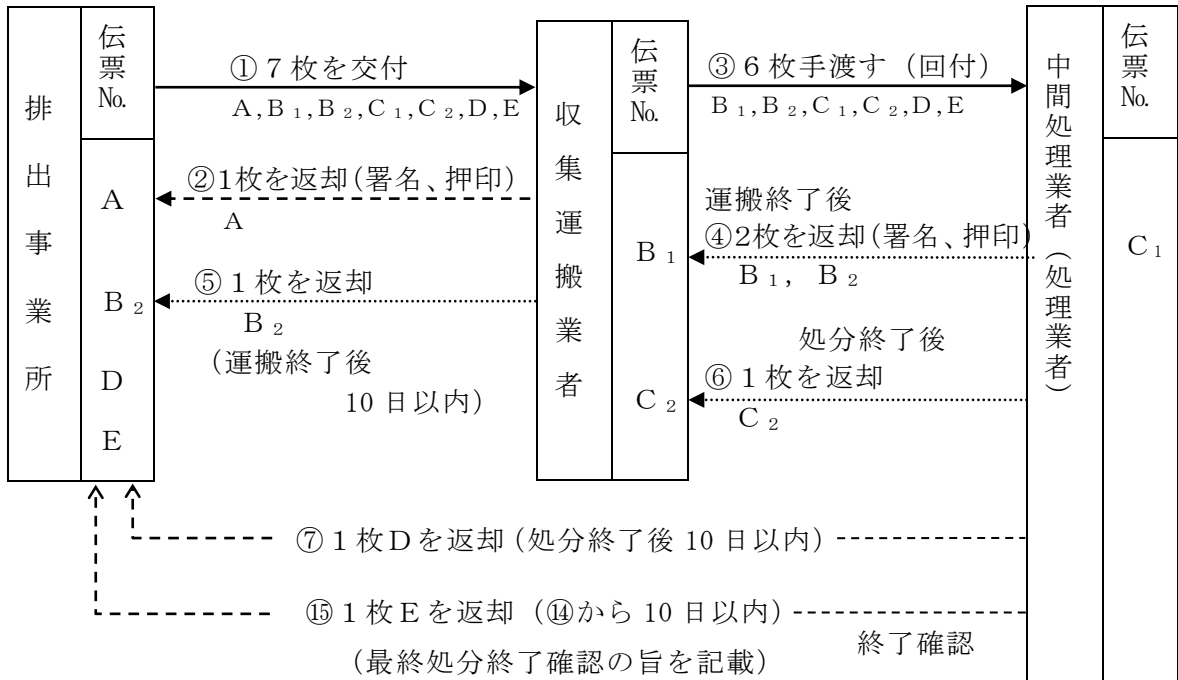 排出事業所
伝票No.
①7枚を交付
A,B₁,B₂,C₁,C₂,D,E
②1枚を返却(署名、押印)
A
A
⑤1枚を返却
B₂
B₂
(運搬終了後
10日以内)
D
E
収集運搬業者
伝票No.
③6枚手渡す(回付)
B₁,B₂,C₁,C₂,D,E
運搬終了後
④2枚を返却(署名、押印)
B₁, B₂
B₁
処分終了後
⑥1枚を返却
C₂
C₂
中間処理業者(処理業者)
伝票No.
C₁
⑦1枚Dを返却(処分終了後10日以内)
⑮1枚Eを返却(⑭から10日以内)
終了確認
(最終処分終了確認の旨を記載)